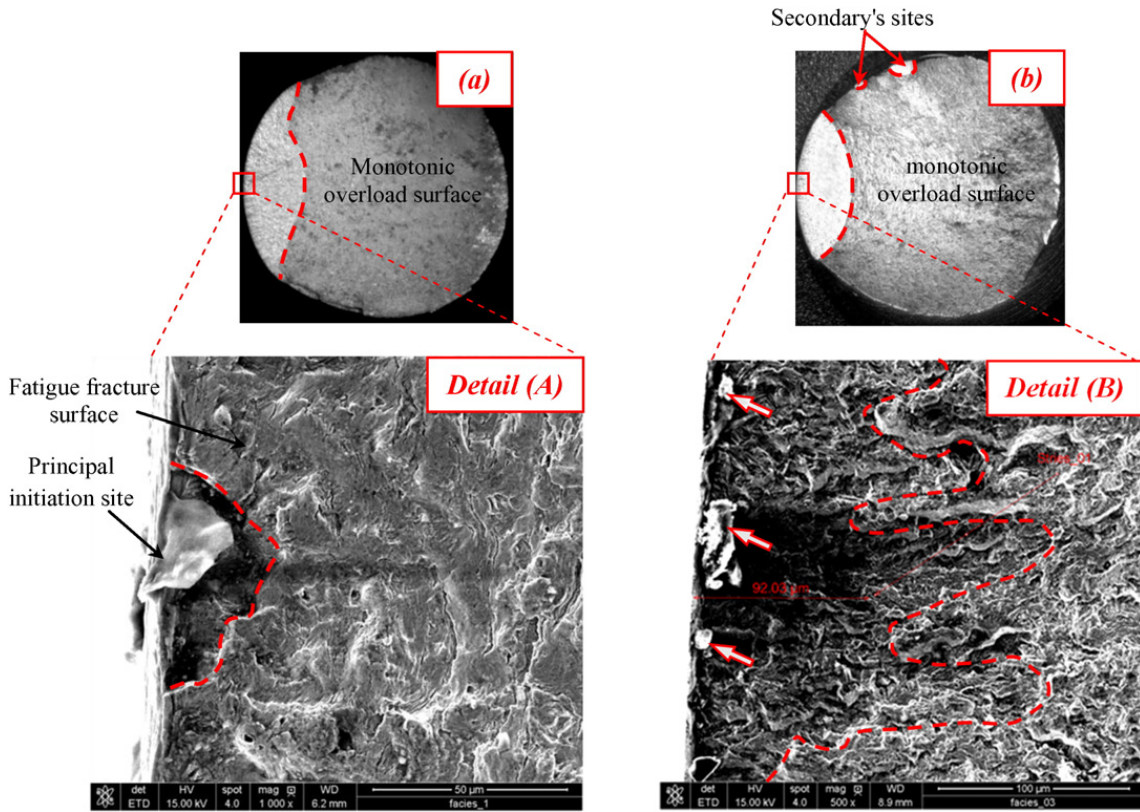 Secondary's sites
(a)
(b)
Monotonic
overload surface
monotonic
overload surface
Fatigue fracture
surface
Principal
initiation site
Detail (A)
Detail (B)
92.03 µm
det HV spot mag WD 50 µm
ETD 15.00 kV 4.0 1 000 x 6.2 mm facies_1
det HV spot mag WD 100 µm
ETD 15.00 kV 4.0 500 x 8.9 mm